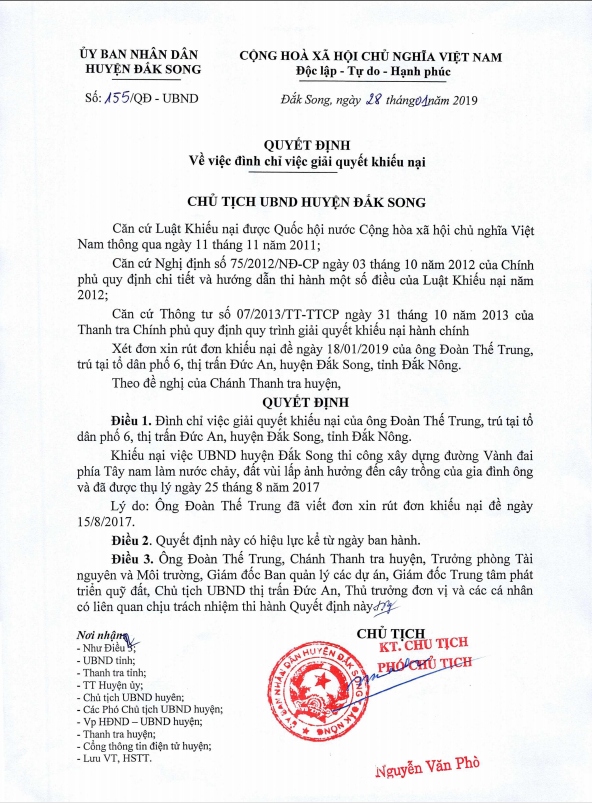 ỦY BAN NHÂN DÂN
HUYỆN ĐẮK SONG
CỘNG HOÀ XÃ HỘI CHỦ NGHĨA VIỆT NAM
Độc lập - Tự do - Hạnh phúc
Số: 155/QĐ - UBND
Đắk Song, ngày 28 tháng 01 năm 2019
QUYẾT ĐỊNH
Về việc đình chỉ việc giải quyết khiếu nại
CHỦ TỊCH UBND HUYỆN ĐẮK SONG
Căn cứ Luật Khiếu nại được Quốc hội nước Cộng hòa xã hội chủ nghĩa Việt
Nam thông qua ngày 11 tháng 11 năm 2011;
Căn cứ Nghị định số 75/2012/NĐ-CP ngày 03 tháng 10 năm 2012 của Chính
phủ quy định chi tiết và hướng dẫn thi hành một số điều của Luật Khiếu nại năm
2012;
Căn cứ Thông tư số 07/2013/TT-TTCP ngày 31 tháng 10 năm 2013 của
Thanh tra Chính phủ quy định quy trình giải quyết khiếu nại hành chính
Xét đơn xin rút đơn khiếu nại đề ngày 18/01/2019 của ông Đoàn Thế Trung,
trú tại tổ dân phố 6, thị trấn Đức An, huyện Đắk Song, tỉnh Đắk Nông.
Theo đề nghị của Chánh Thanh tra huyện,
QUYẾT ĐỊNH
Điều 1. Đình chỉ việc giải quyết khiếu nại của ông Đoàn Thế Trung, trú tại tổ
dân phố 6, thị trấn Đức An, huyện Đắk Song, tỉnh Đắk Nông.
Khiếu nại việc UBND huyện Đắk Song thi công xây dựng đường Vành đai
phía Tây nam làm nước chảy, đất vùi lấp ảnh hưởng đến cây trồng của gia đình ông
và đã được thụ lý ngày 25 tháng 8 năm 2017
Lý do: Ông Đoàn Thế Trung đã viết đơn xin rút đơn khiếu nại đề ngày
15/8/2017.
Điều 2. Quyết định này có hiệu lực kể từ ngày ban hành.
Điều 3. Ông Đoàn Thế Trung, Chánh Thanh tra huyện, Trưởng phòng Tài
nguyên và Môi trường, Giám đốc Ban quản lý các dự án, Giám đốc Trung tâm phát
triển quỹ đất, Chủ tịch UBND thị trấn Đức An, Thủ trưởng đơn vị và các cá nhân
có liên quan chịu trách nhiệm thi hành Quyết định này
Nơi nhận:
- Như Điều 3;
- UBND tỉnh;
- Thanh tra tỉnh;
- TT Huyện ủy;
- Chủ tịch UBND huyện;
- Các Phó Chủ tịch UBND huyện;
- Vp HĐND – UBND huyện;
- Thanh tra huyện;
- Cổng thông tin điện tử huyện;
- Lưu VT, HSTT.
CHỦ TỊCH
KT. CHỦ TỊCH
PHÓ CHỦ TỊCH
ỦY BAN NHÂN DÂN HUYỆN ĐẮK SONG
ĐẮK NÔNG
Nguyễn Văn Phò